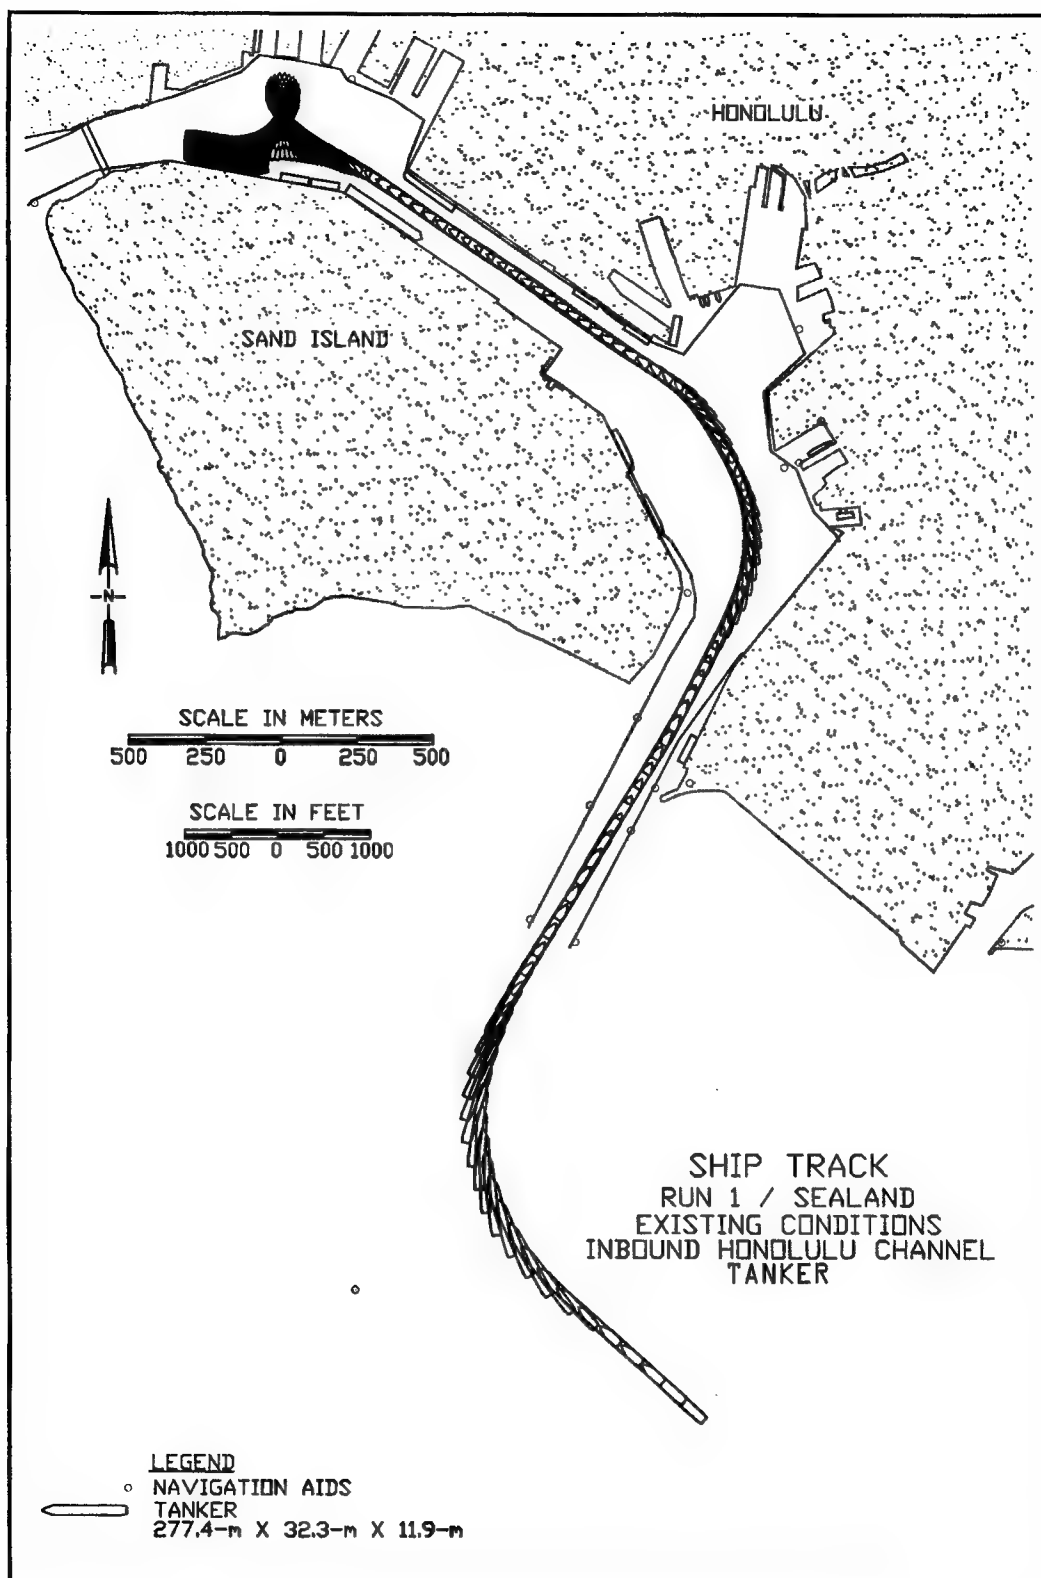 HONOLULU
SAND ISLAND
N
SCALE IN METERS
500 250 0 250 500
SCALE IN FEET
1000 500 0 500 1000
SHIP TRACK
RUN 1 / SEALAND
EXISTING CONDITIONS
INBOUND HONOLULU CHANNEL
TANKER
LEGEND
NAVIGATION AIDS
TANKER
277.4-m X 32.3-m X 11.9-m